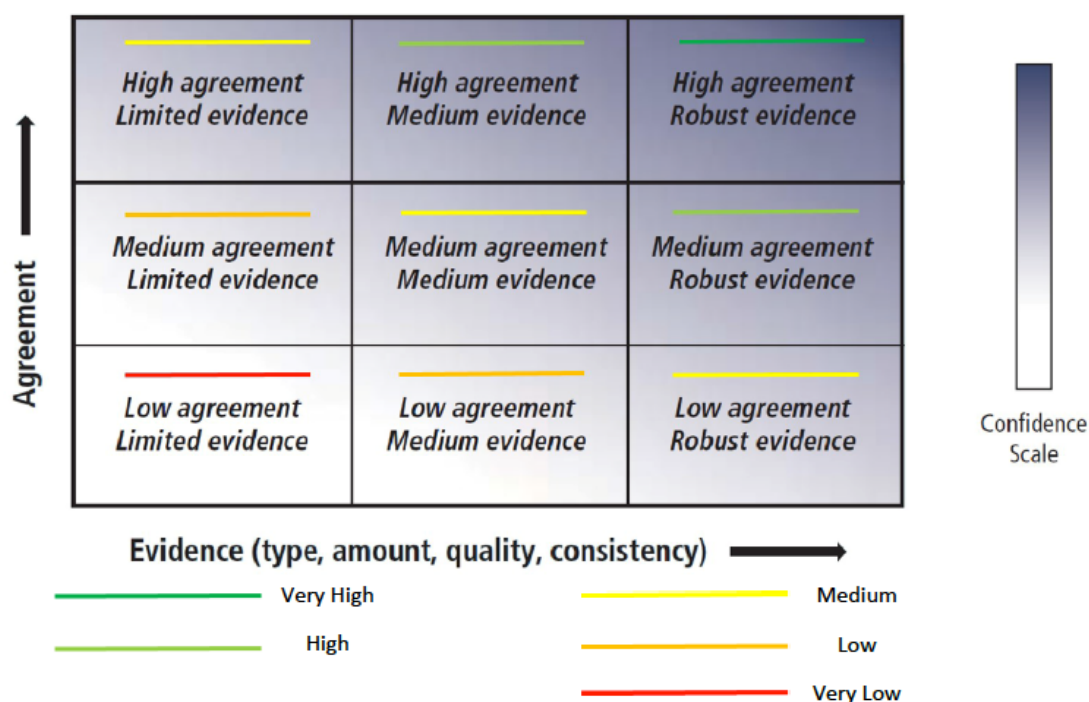 High agreement
Limited evidence
High agreement
Medium evidence
High agreement
Robust evidence
Medium agreement
Limited evidence
Medium agreement
Medium evidence
Medium agreement
Robust evidence
Low agreement
Limited evidence
Low agreement
Medium evidence
Low agreement
Robust evidence
Agreement
Evidence (type, amount, quality, consistency)
Confidence
Scale
Very High
High
Medium
Low
Very Low